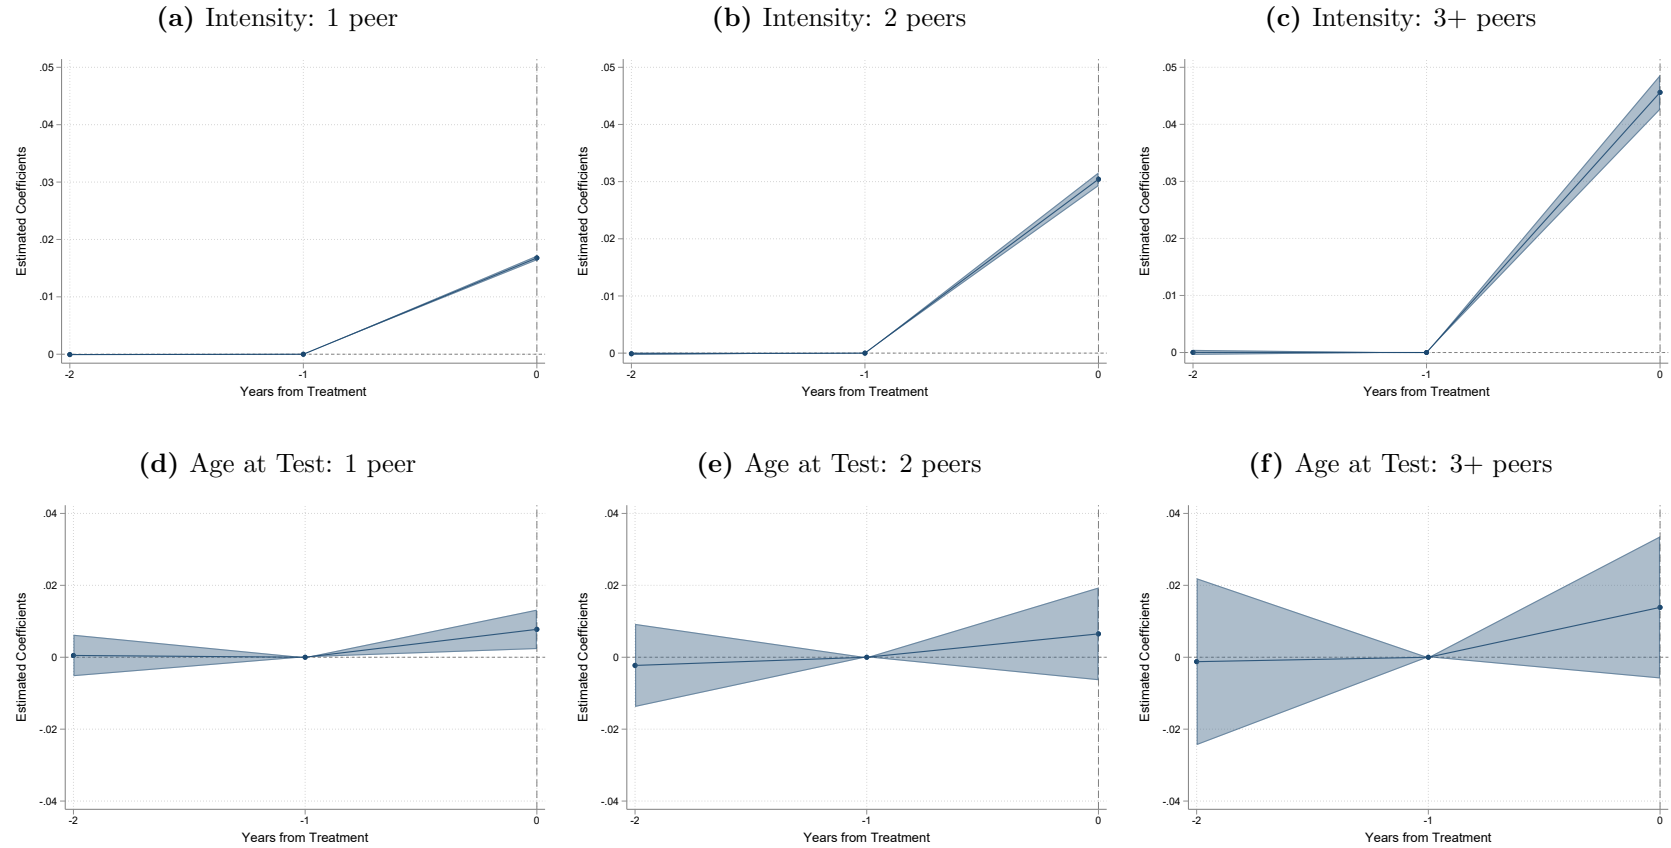 (a) Intensity: 1 peer
(b) Intensity: 2 peers
(c) Intensity: 3+ peers
Estimated Coefficients
.05
.04
.03
.02
.01
0
-2
-1
0
Years from Treatment
Estimated Coefficients
.05
.04
.03
.02
.01
0
-2
-1
0
Years from Treatment
Estimated Coefficients
.05
.04
.03
.02
.01
0
-2
-1
0
Years from Treatment
(d) Age at Test: 1 peer
(e) Age at Test: 2 peers
(f) Age at Test: 3+ peers
Estimated Coefficients
.04
.02
0
-.02
-.04
-2
-1
0
Years from Treatment
Estimated Coefficients
.04
.02
0
-.02
-.04
-2
-1
0
Years from Treatment
Estimated Coefficients
.04
.02
0
-.02
-.04
-2
-1
0
Years from Treatment